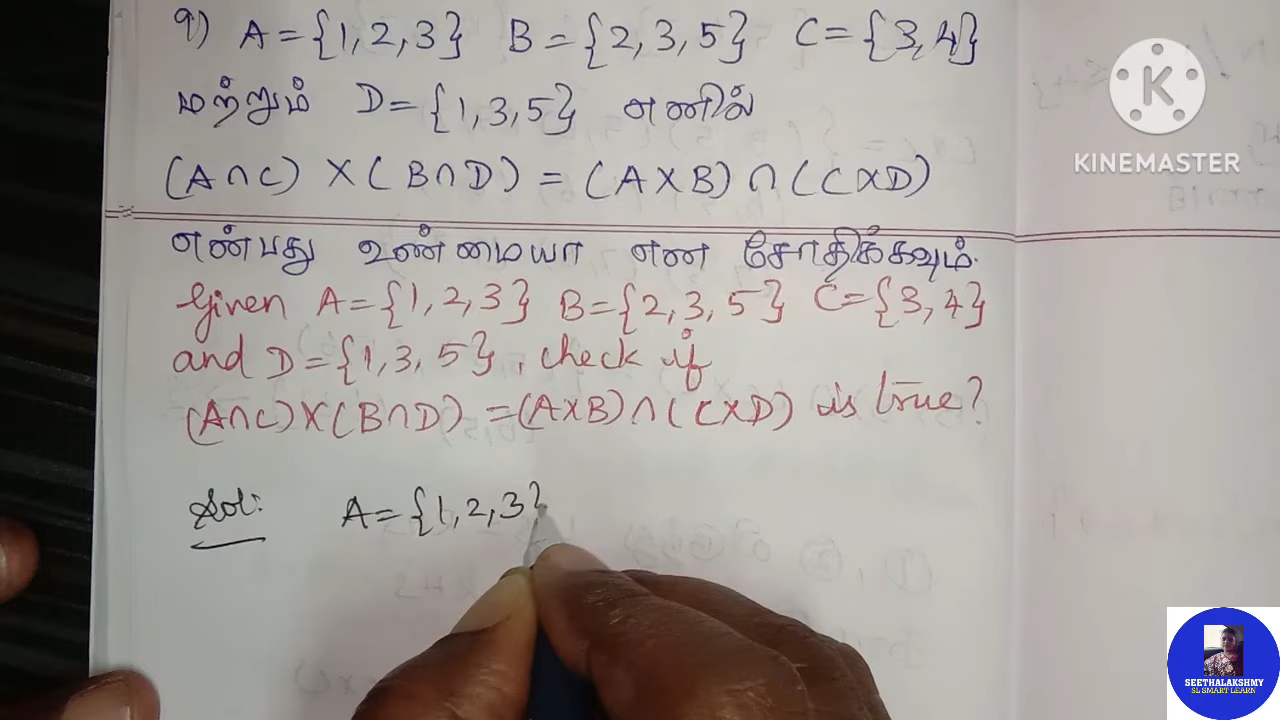 9) A = {1, 2, 3} B = {2, 3, 5} C = {3, 4}
மற்றும் D = {1, 3, 5} எனில்
(A∩C) X (B∩D) = (A X B) ∩ (C X D)
என்பது உண்மையா என சோதிக்கவும்.
Given A = {1, 2, 3} B = {2, 3, 5} C = {3, 4}
and D = {1, 3, 5}, check if
(A∩C) X (B∩D) = (A X B) ∩ (C X D) is true?
Sol: A = {1, 2, 3}
K
KINEMASTER
SEETHALAKSHMY
SL SMART LEARN